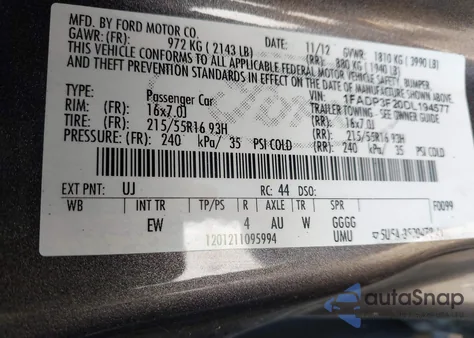 MFD. BY FORD MOTOR CO.
DATE: 11/12 GVWR: 1810 KG (3990 LB)
GAWR: (FR): 972 KG (2143 LB) (RR): 880 KG (1940 LB)
THIS VEHICLE CONFORMS TO ALL APPLICABLE FEDERAL MOTOR VEHICLE SAFETY, BUMPER,
AND THEFT PREVENTION STANDARDS IN EFFECT ON THE DATE OF MANUFACTURE SHOWN ABOVE.
VIN: 1FADP3F20DL194577
TYPE: Passenger Car TRAILER TOWING - SEE OWNER GUIDE
RIM: (FR): 16x7.0J (RR): 16x7.0J
TIRE: (FR): 215/55R16 93H (RR): 215/55R16 93H
PRESSURE: (FR): 240 kPa/ 35 PSI COLD (RR): 240 kPa/ 35 PSI COLD
EXT PNT: UJ RC: 44 DSO: F0099
WB INT TR TP/PS R AXLE TR SPR
EW 4 AU W GGGG
1201211095994 UMU
autoSnap